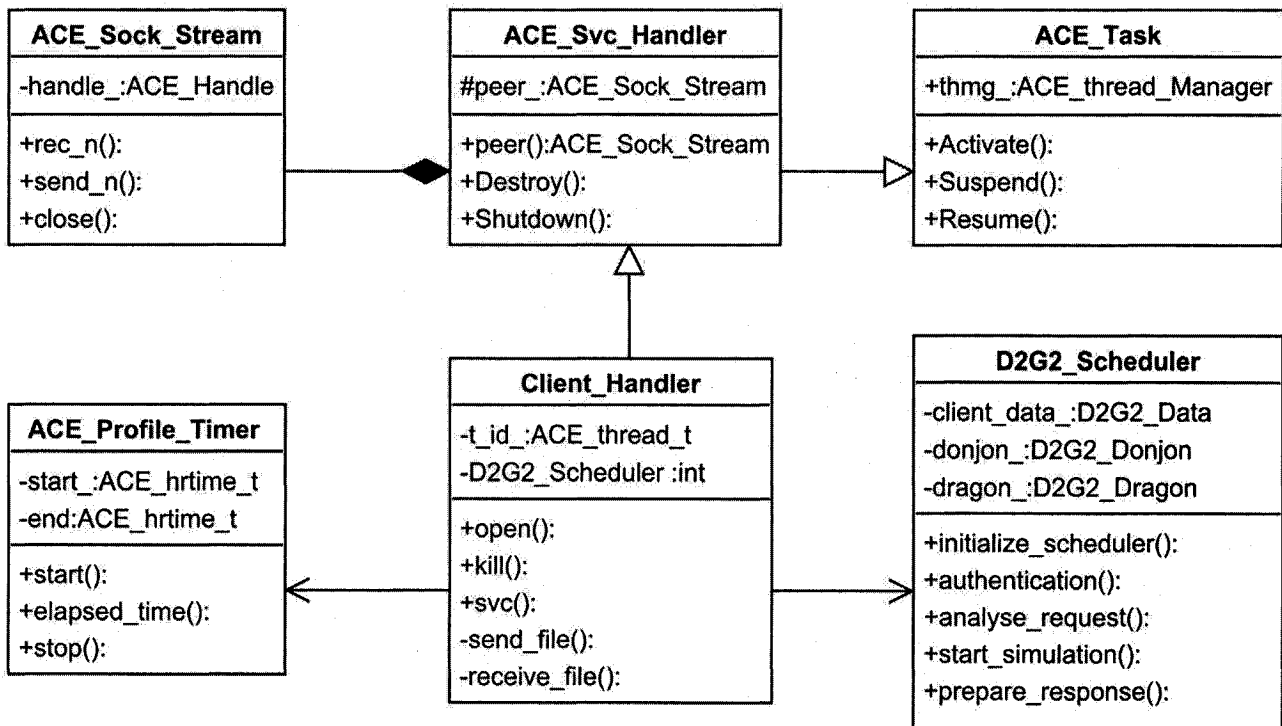 ACE_Sock_Stream
-handle_:ACE_Handle
+rec_n():
+send_n():
+close():
ACE_Svc_Handler
#peer_:ACE_Sock_Stream
+peer():ACE_Sock_Stream
+Destroy():
+Shutdown():
ACE_Task
+thmg_:ACE_thread_Manager
+Activate():
+Suspend():
+Resume():
ACE_Profile_Timer
-start_:ACE_hrtime_t
-end:ACE_hrtime_t
+start():
+elapsed_time():
+stop():
Client_Handler
-t_id_:ACE_thread_t
-D2G2_Scheduler :int
+open():
+kill():
+svc():
-send_file():
-receive_file():
D2G2_Scheduler
-client_data_:D2G2_Data
-donjon_:D2G2_Donjon
-dragon_:D2G2_Dragon
+initialize_scheduler():
+authentication():
+analyse_request():
+start_simulation():
+prepare_response():